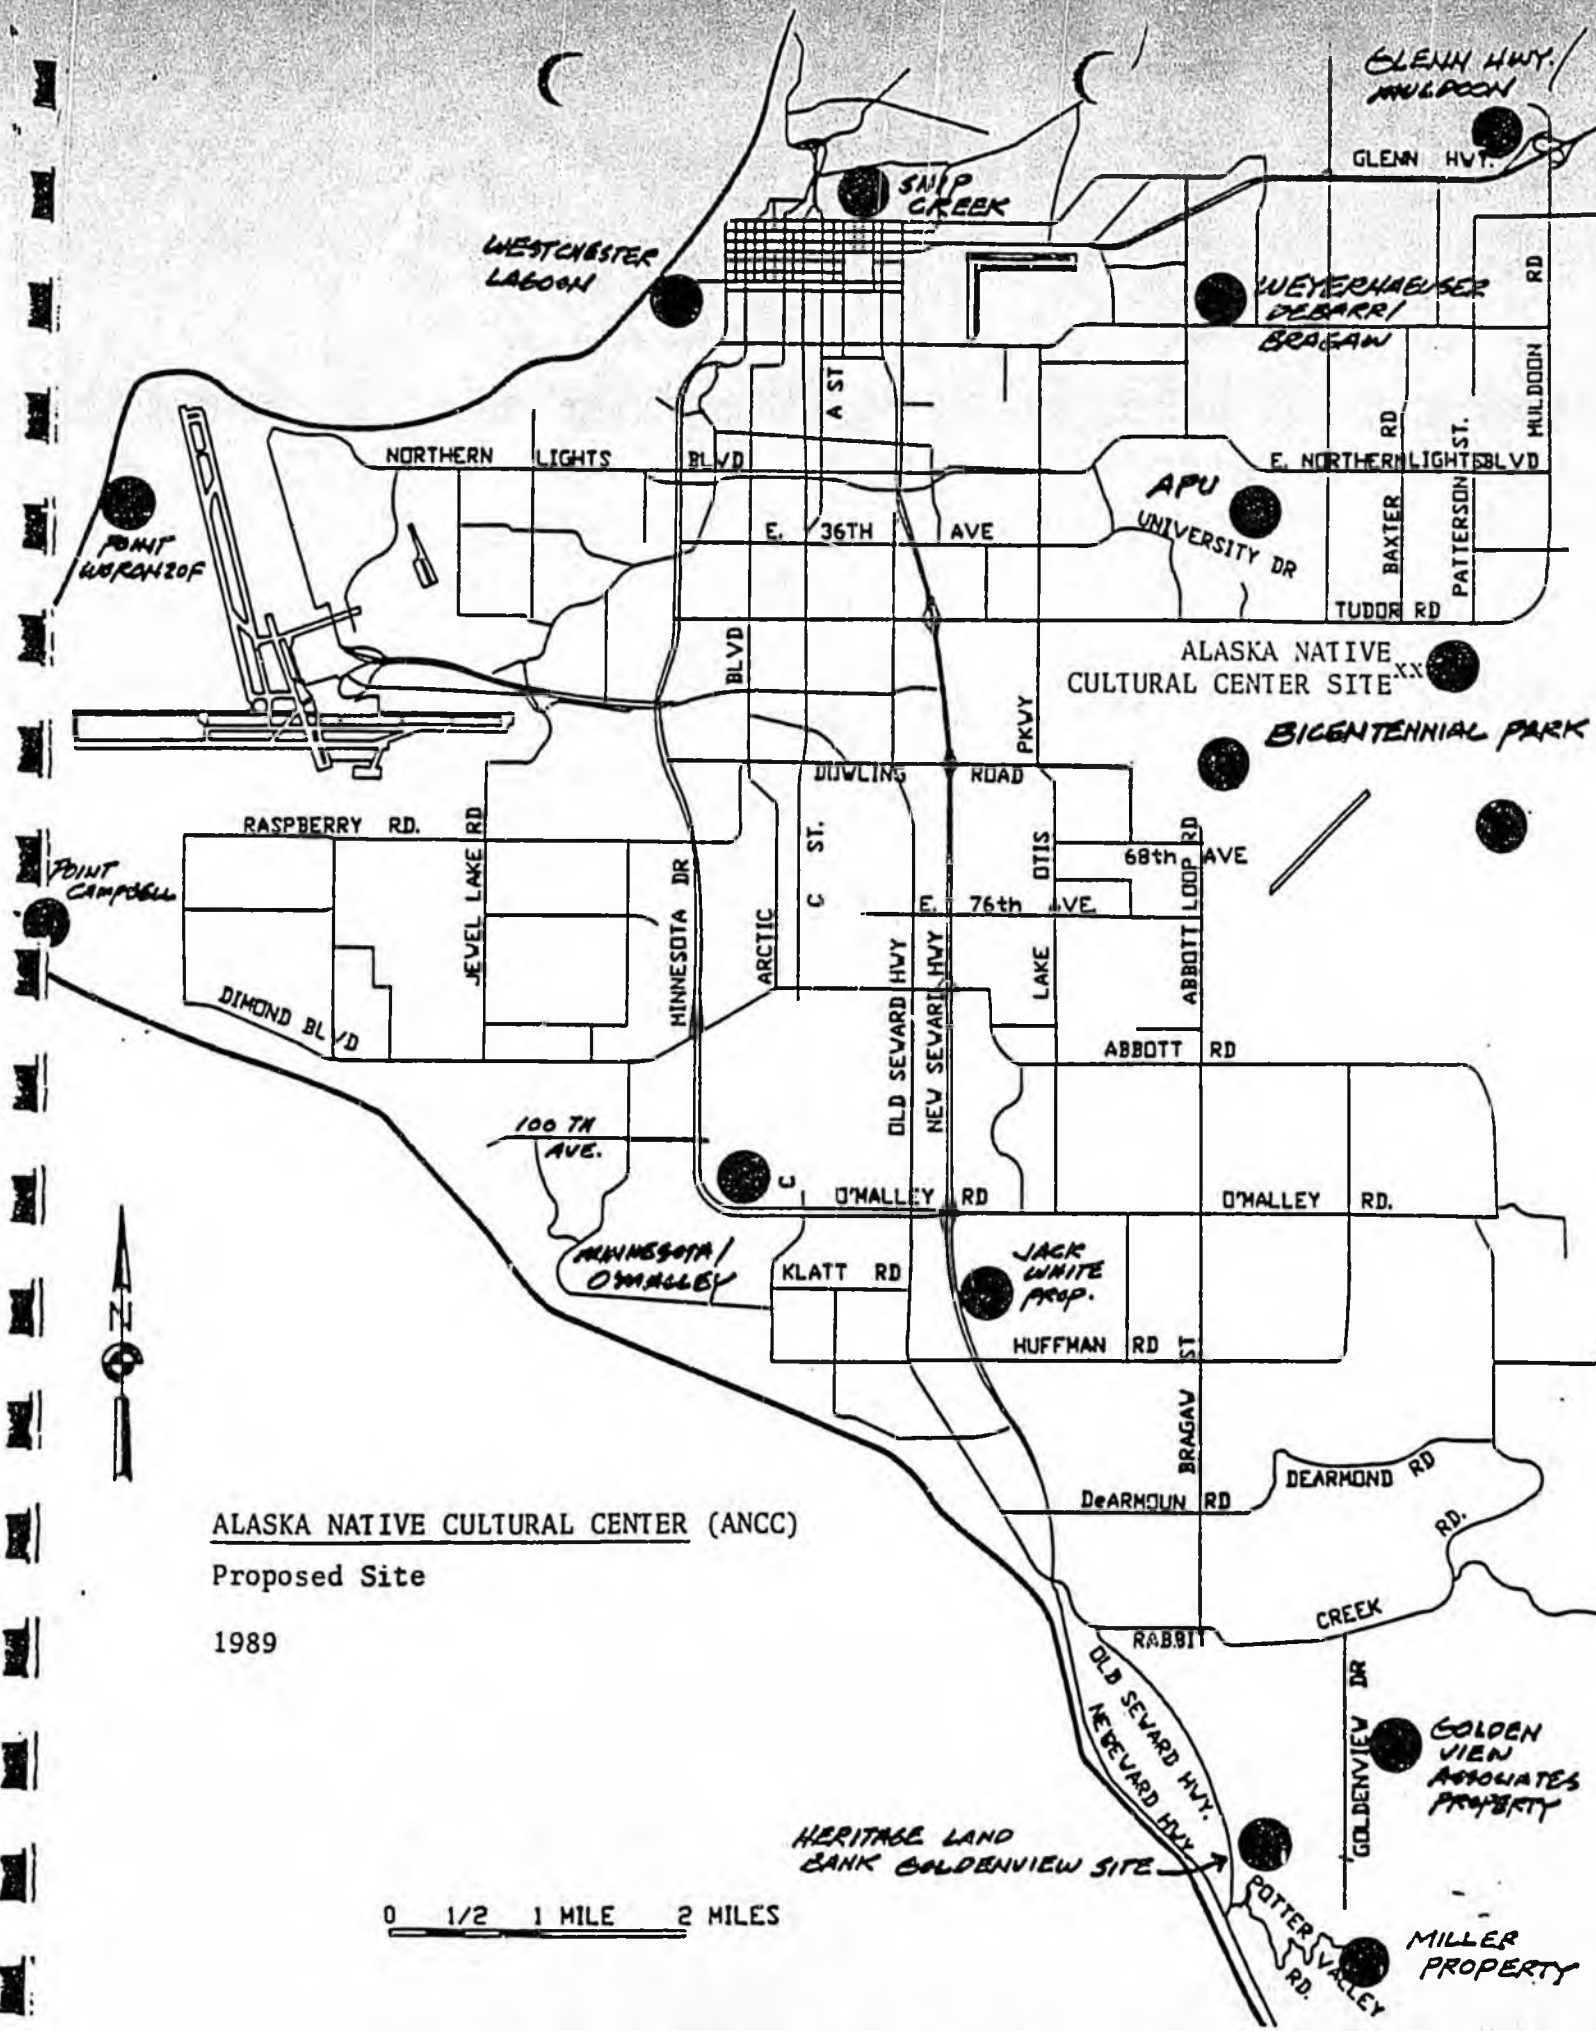 GLENN HWY. /
MULDOON
GLENN HWY.
SHIP
CREEK
WESTCHESTER
LAGOON
WEYERHAEUSER
DEBARR /
BRAGAW
RD
MULDOON
A ST
NORTHERN LIGHTS BLVD
E. NORTHERN LIGHTS BLVD
APU
UNIVERSITY DR
BAXTER RD
PATTERSON ST.
POINT
WORONZOF
E. 36TH AVE
TUDOR RD
BLVD
ALASKA NATIVE
CULTURAL CENTER SITE xx
PKWY
BICENTENNIAL PARK
DOWLING ROAD
RASPBERRY RD.
JEWEL LAKE RD
MINNESOTA DR
ARCTIC
C ST.
OTIS
68th AVE
POINT
CAMPBELL
E. 76th AVE.
ABBOTT LOOP RD
OLD SEWARD HWY
NEW SEWARD HWY
LAKE
DIMOND BLVD
ABBOTT RD
100 TH
AVE.
C
O'MALLEY RD
O'MALLEY RD.
MINNESOTA /
O'MALLEY
KLATT RD
JACK
WHITE
PROP.
N
HUFFMAN RD
BRAGAW ST
DEARMOND RD
DeARMOUN RD
ALASKA NATIVE CULTURAL CENTER (ANCC)
Proposed Site
1989
RABBIT CREEK RD.
OLD SEWARD HWY.
NEW SEWARD HWY
GOLDENVIEW DR
GOLDEN
VIEW
ASSOCIATES
PROPERTY
HERITAGE LAND
BANK GOLDENVIEW SITE
POTTER VALLEY
RD.
MILLER
PROPERTY
0 1/2 1 MILE 2 MILES